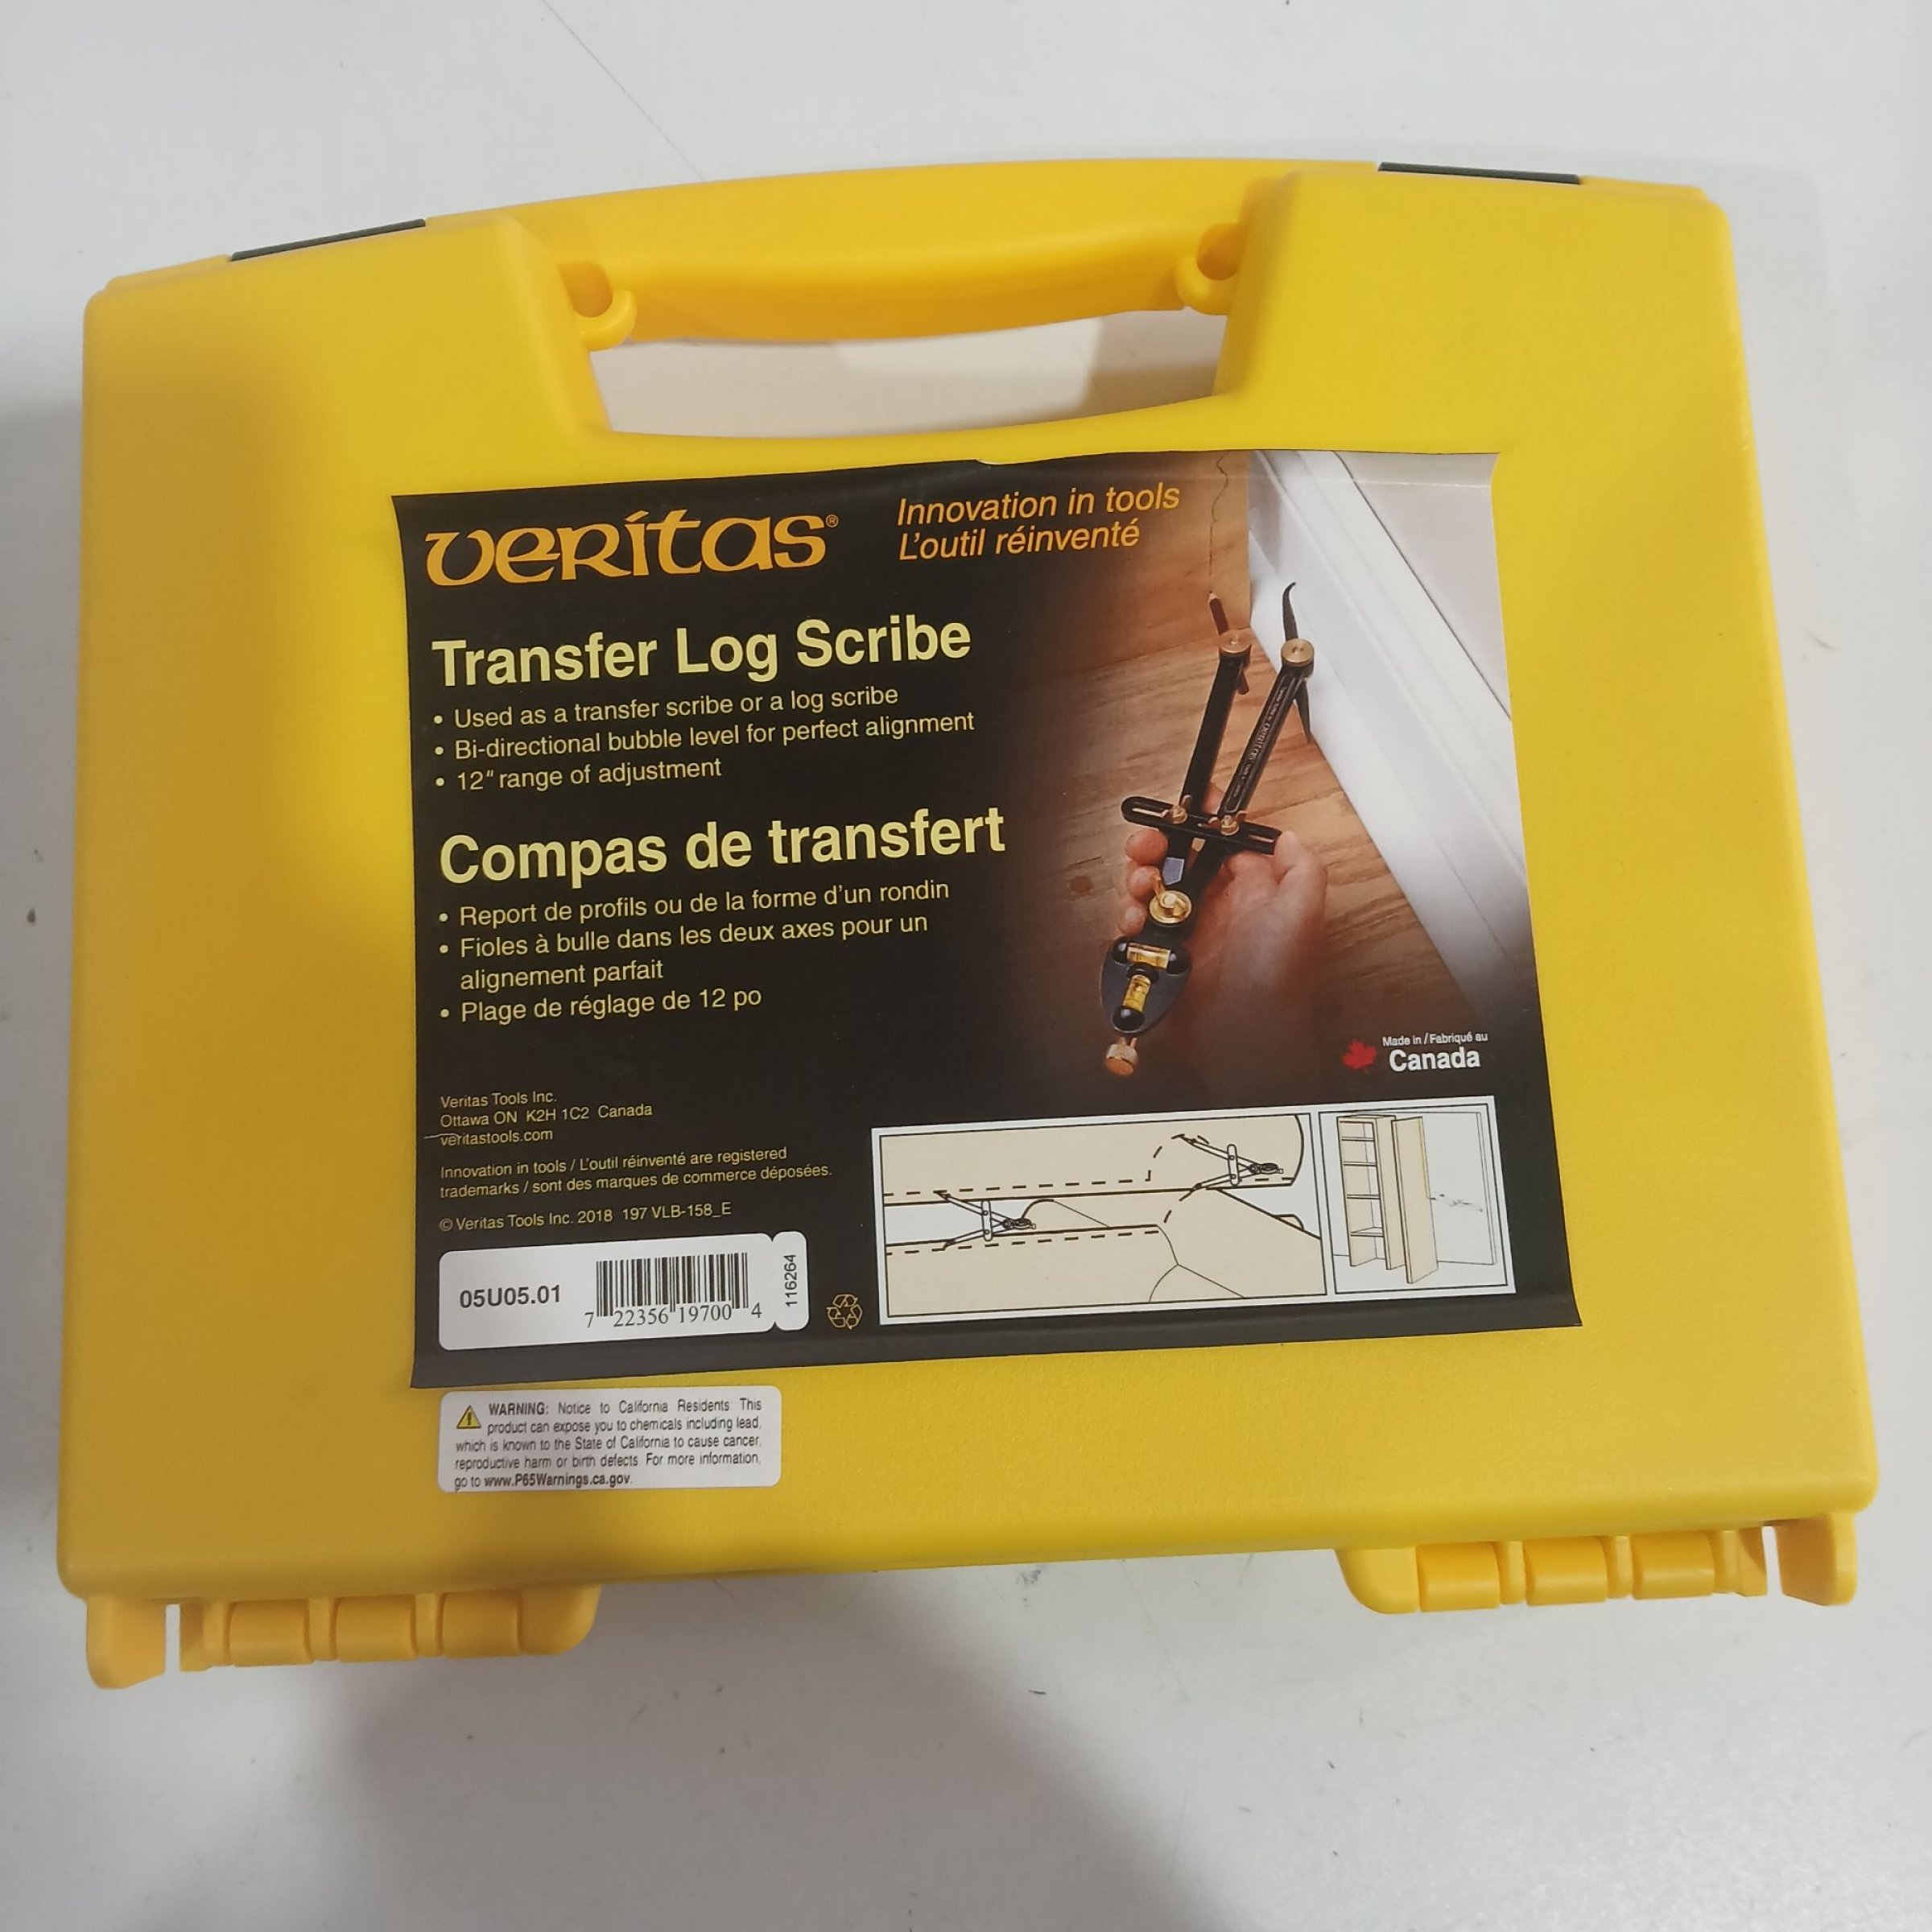 veritas®
Innovation in tools
L'outil réinventé
Transfer Log Scribe
• Used as a transfer scribe or a log scribe
• Bi-directional bubble level for perfect alignment
• 12" range of adjustment
Compas de transfert
• Report de profils ou de la forme d'un rondin
• Fioles à bulle dans les deux axes pour un
alignement parfait
• Plage de réglage de 12 po
Made in / Fabriqué au
Canada
Veritas Tools Inc.
Ottawa ON K2H 1C2 Canada
veritastools.com
Innovation in tools / L'outil réinventé are registered
trademarks / sont des marques de commerce déposées.
© Veritas Tools Inc. 2018 197 VLB-158_E
05U05.01
7 22356 19700 4
116264
WARNING: Notice to California Residents: This
product can expose you to chemicals including lead,
which is known to the State of California to cause cancer,
reproductive harm or birth defects. For more information,
go to www.P65Warnings.ca.gov.